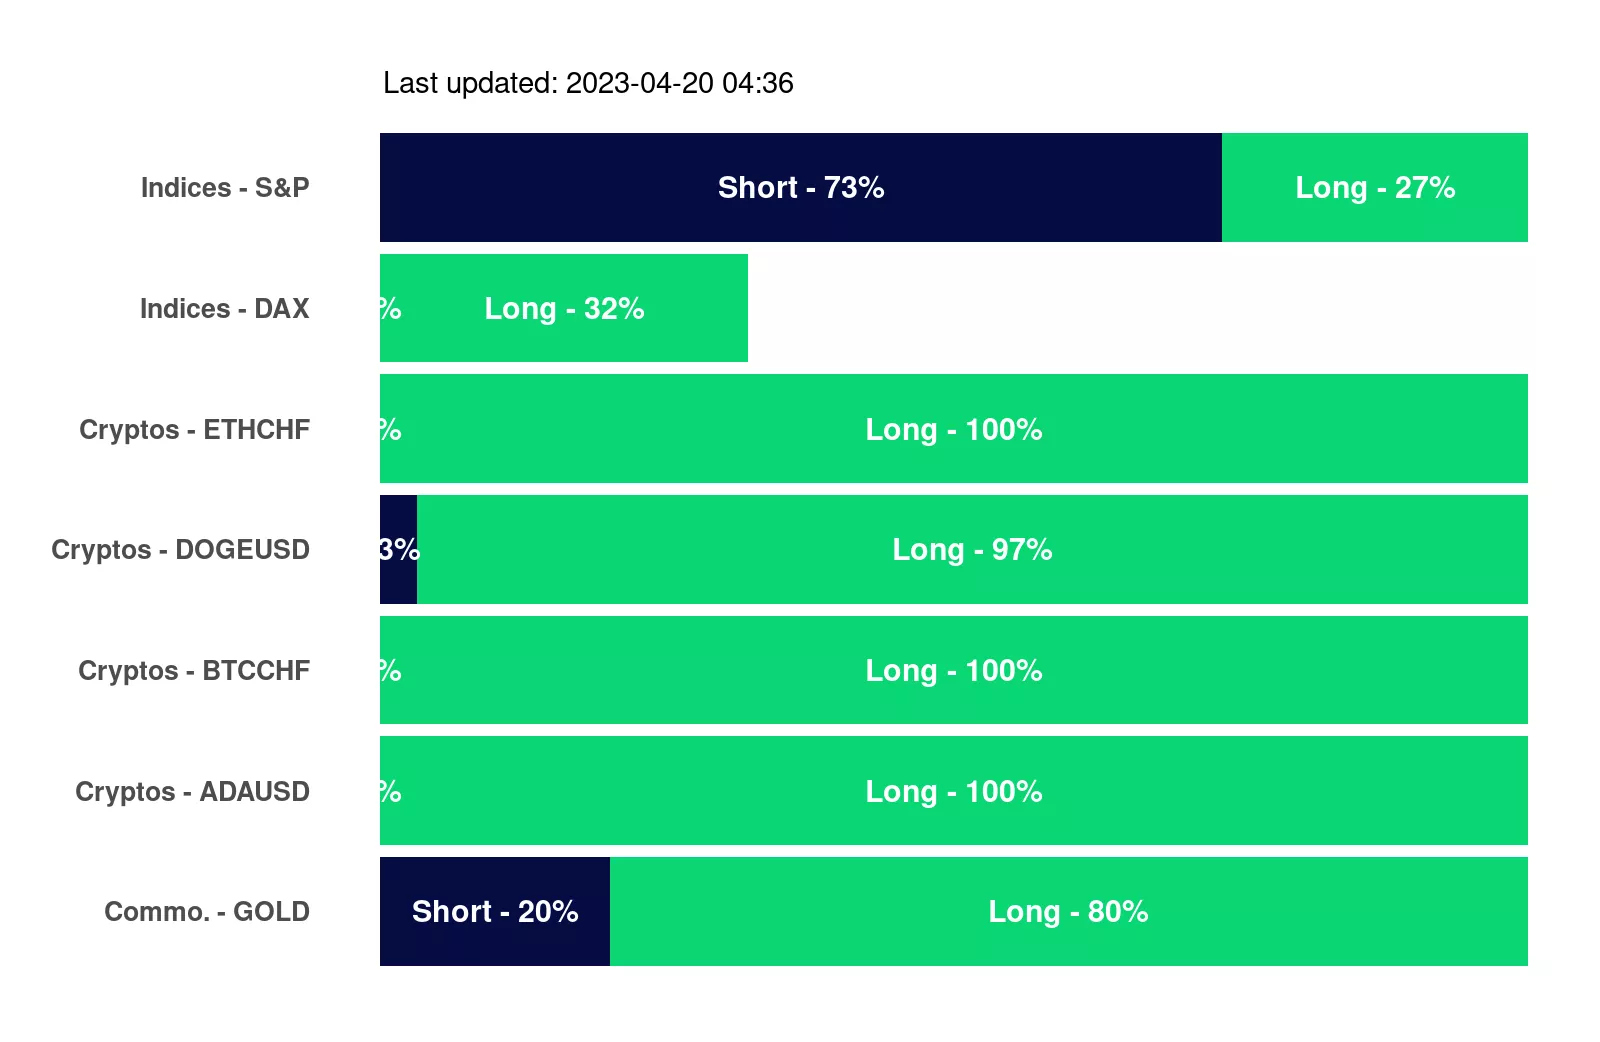 Last updated: 2023-04-20 04:36
Indices - S&P Short - 73% Long - 27%
Indices - DAX % Long - 32%
Cryptos - ETHCHF % Long - 100%
Cryptos - DOGEUSD 3% Long - 97%
Cryptos - BTCCHF % Long - 100%
Cryptos - ADAUSD % Long - 100%
Commo. - GOLD Short - 20% Long - 80%